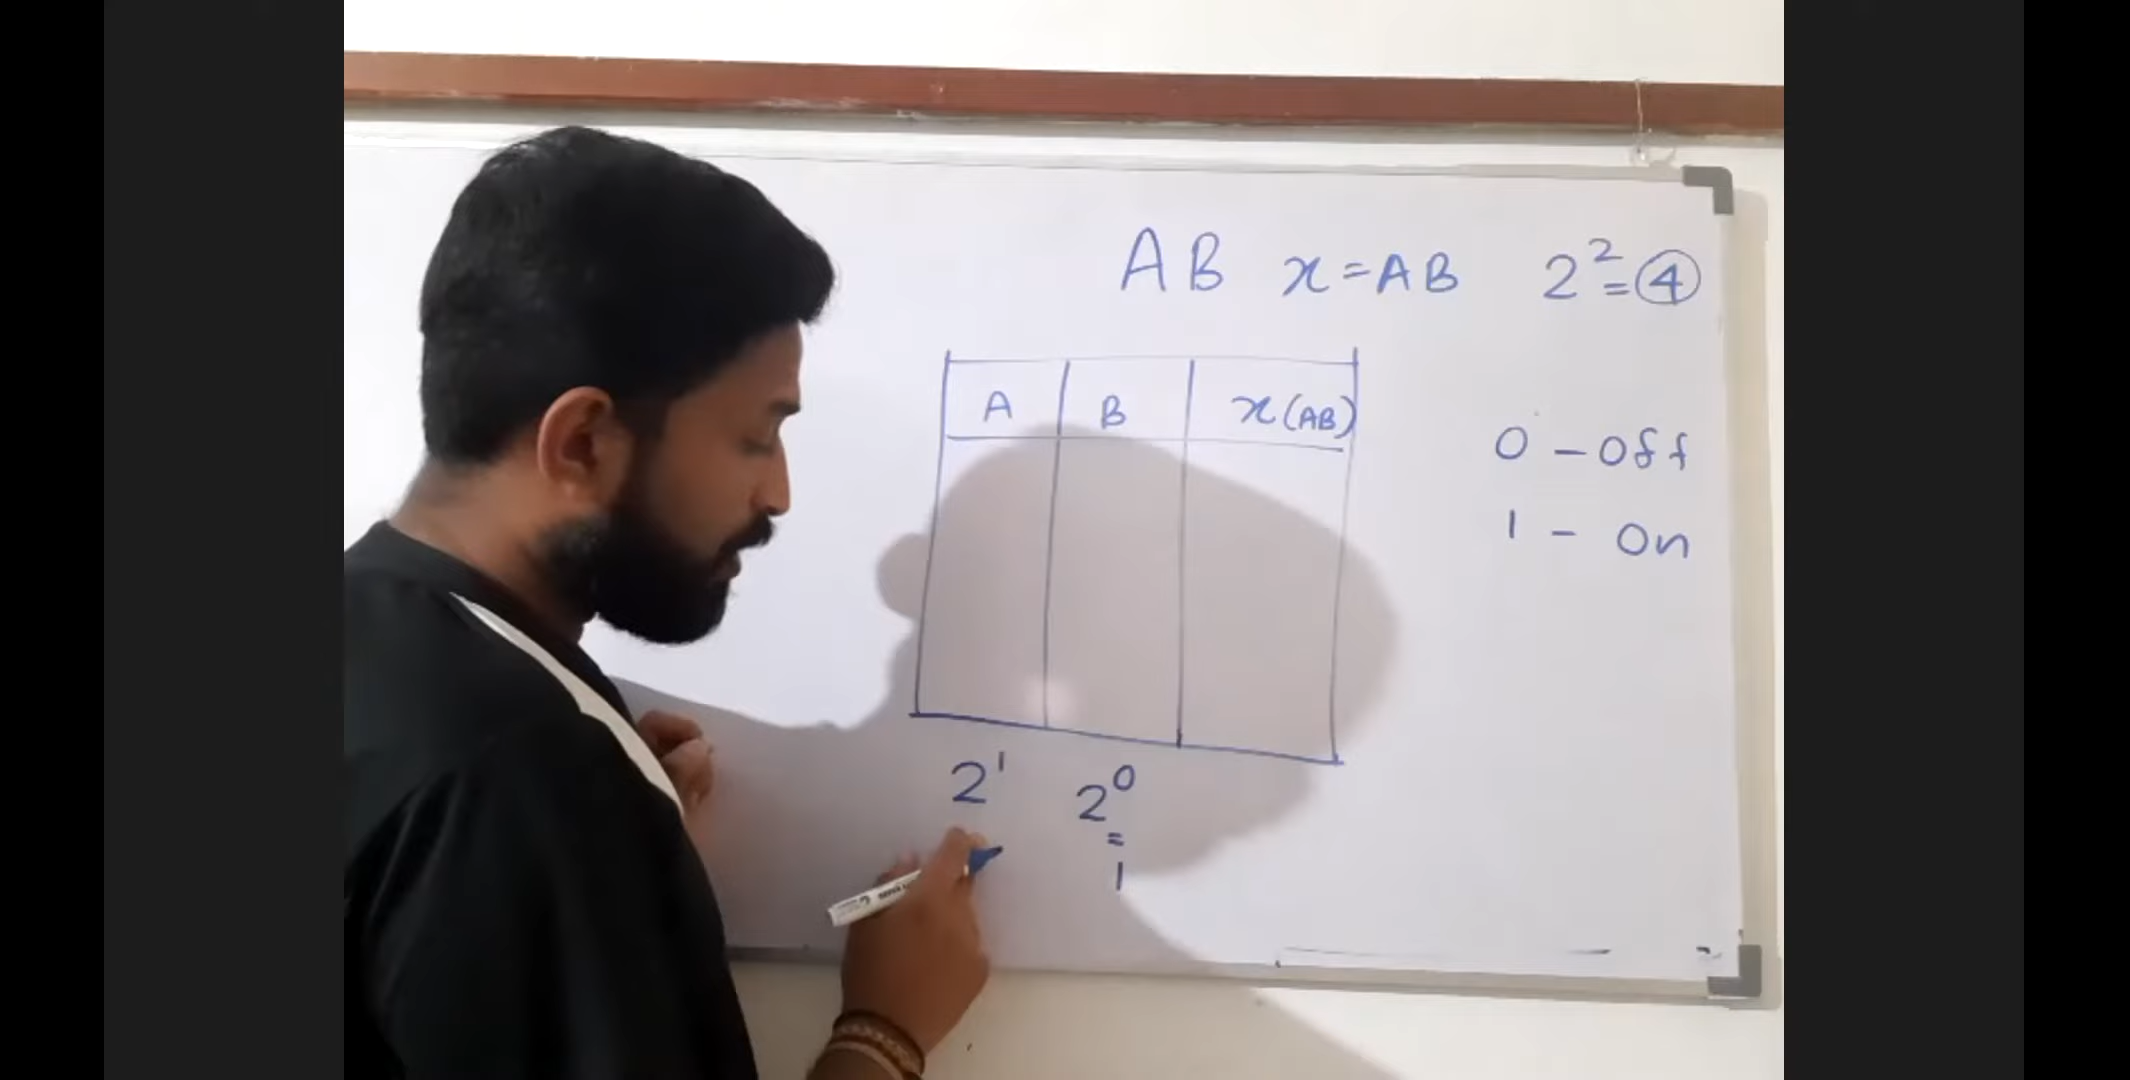 AB x=AB 2²=4
A B x(AB)
0 - Off
1 - On
2¹ 2⁰
=
1